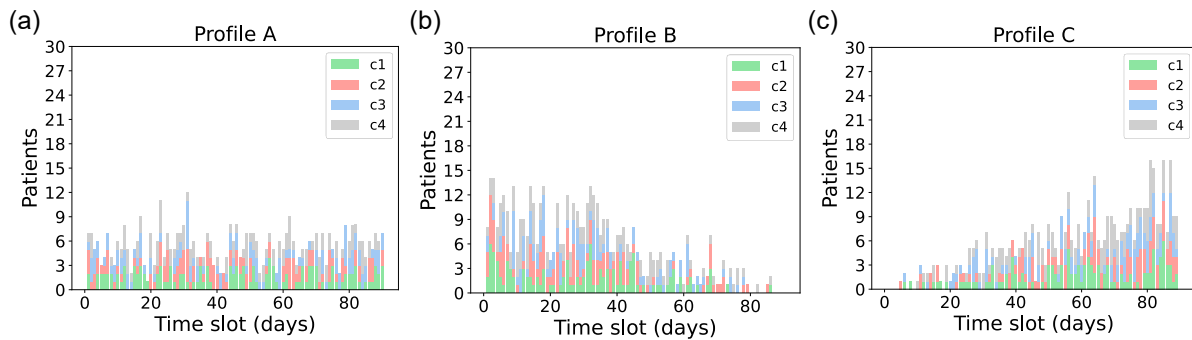 (a)
Profile A
30
27
24
21
18
15
12
9
6
3
0
Patients
0 20 40 60 80
Time slot (days)
c1
c2
c3
c4
(b)
Profile B
30
27
24
21
18
15
12
9
6
3
0
Patients
0 20 40 60 80
Time slot (days)
c1
c2
c3
c4
(c)
Profile C
30
27
24
21
18
15
12
9
6
3
0
Patients
0 20 40 60 80
Time slot (days)
c1
c2
c3
c4